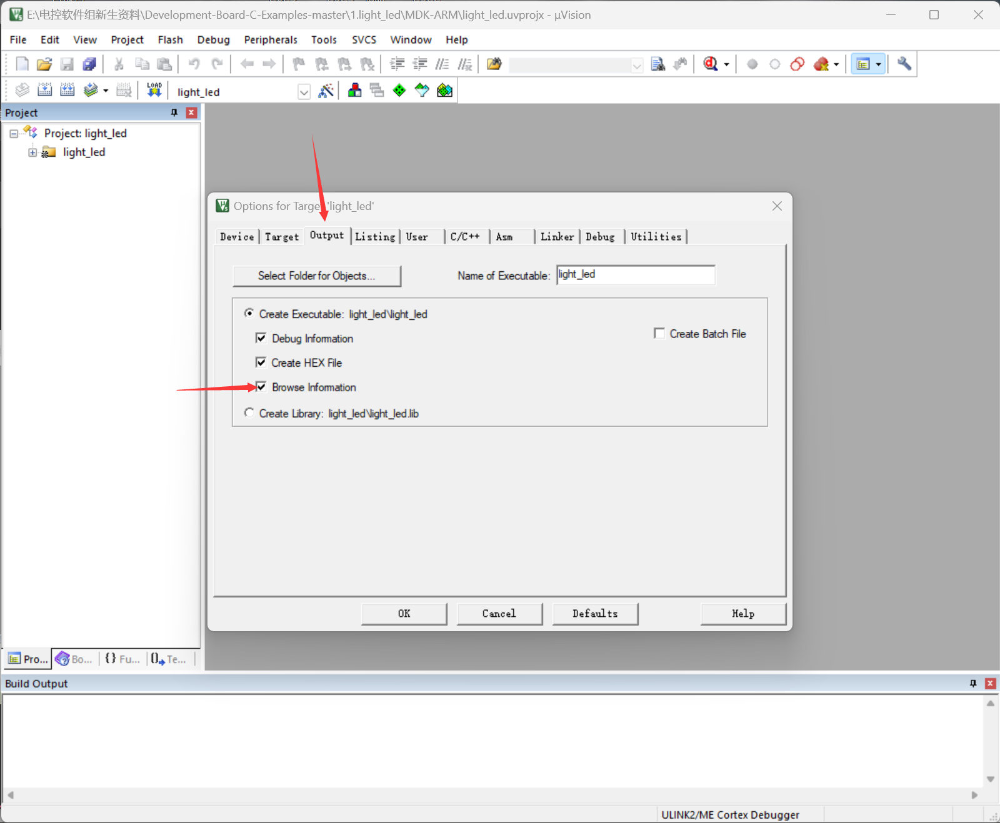 E:\电控软件组新生资料\Development-Board-C-Examples-master\1.light_led\MDK-ARM\light_led.uvprojx - µVision
File Edit View Project Flash Debug Peripherals Tools SVCS Window Help
LOAD light_led
Project
Project: light_led
light_led
Options for Target 'light_led'
Device Target Output Listing User C/C++ Asm Linker Debug Utilities
Select Folder for Objects... Name of Executable: light_led
Create Executable: light_led\light_led
Create Batch File
Debug Information
Create HEX File
Browse Information
Create Library: light_led\light_led.lib
OK Cancel Defaults Help
Pro... Bo... {} Fu... Te...
Build Output
ULINK2/ME Cortex Debugger